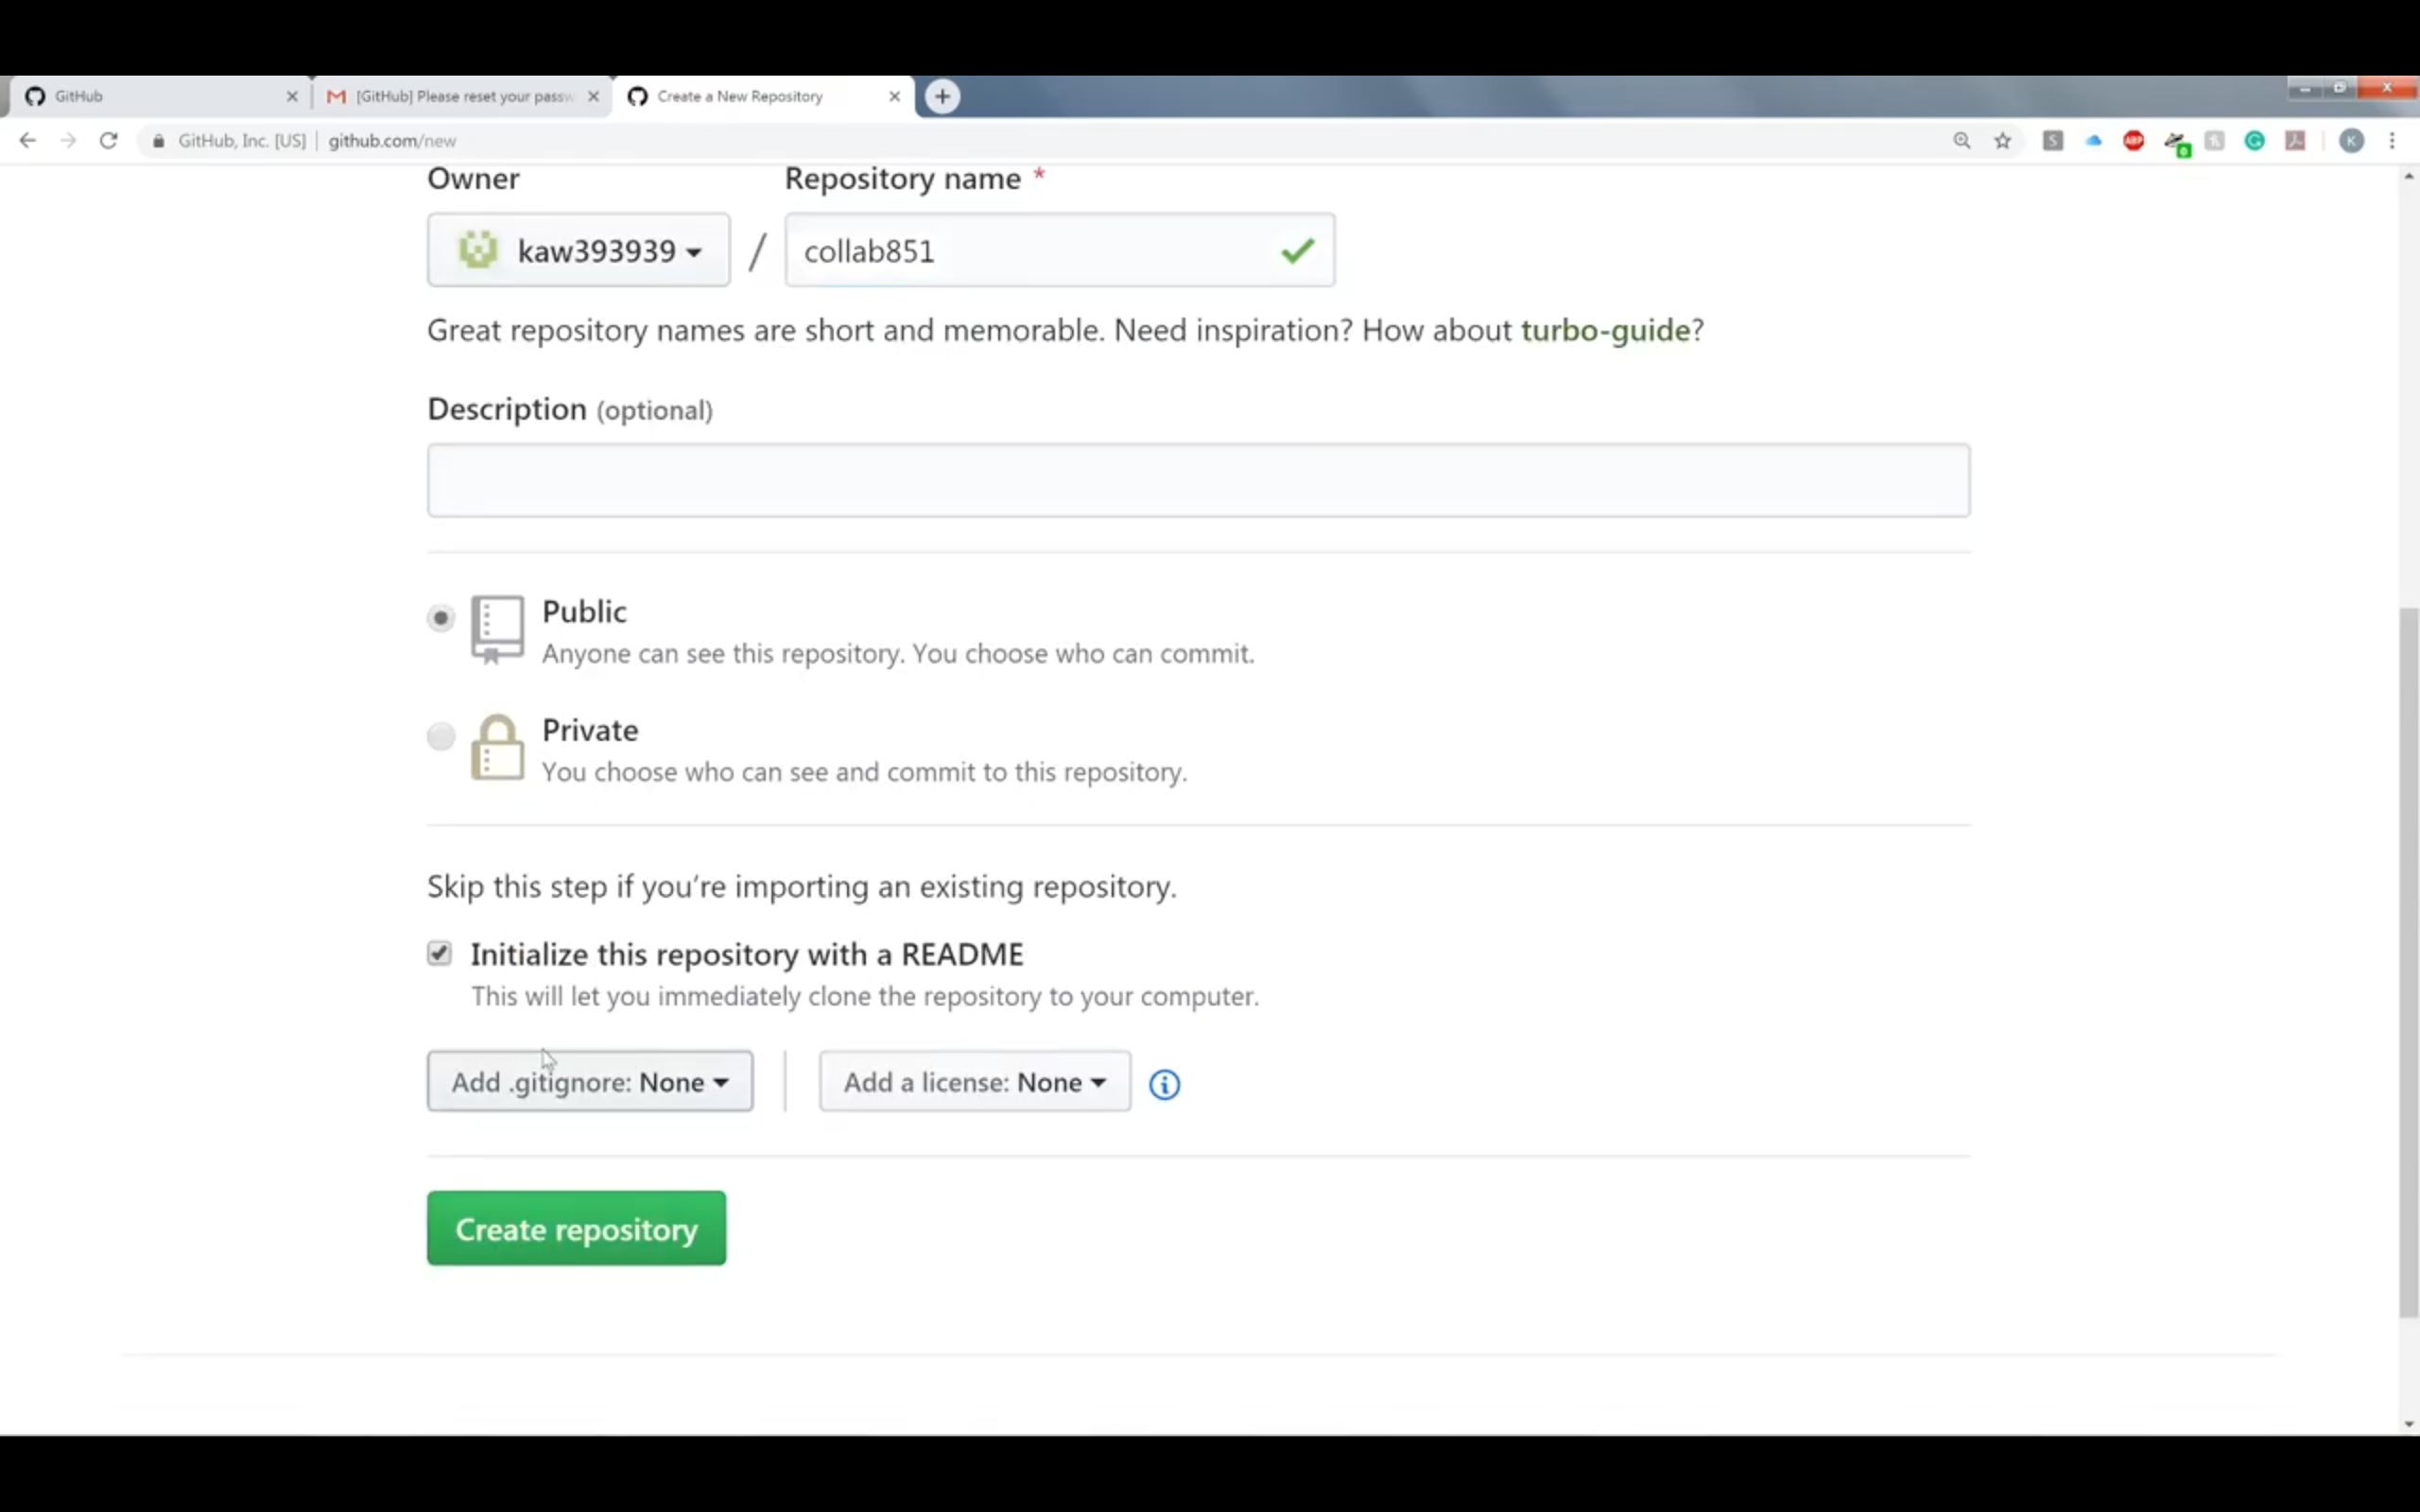 GitHub
[GitHub] Please reset your passw
Create a New Repository
GitHub, Inc. [US] | github.com/new
S
ABP
K
Owner
Repository name *
kaw393939 / collab851
Great repository names are short and memorable. Need inspiration? How about turbo-guide?
Description (optional)
Public
Anyone can see this repository. You choose who can commit.
Private
You choose who can see and commit to this repository.
Skip this step if you’re importing an existing repository.
Initialize this repository with a README
This will let you immediately clone the repository to your computer.
Add .gitignore: None
Add a license: None
Create repository